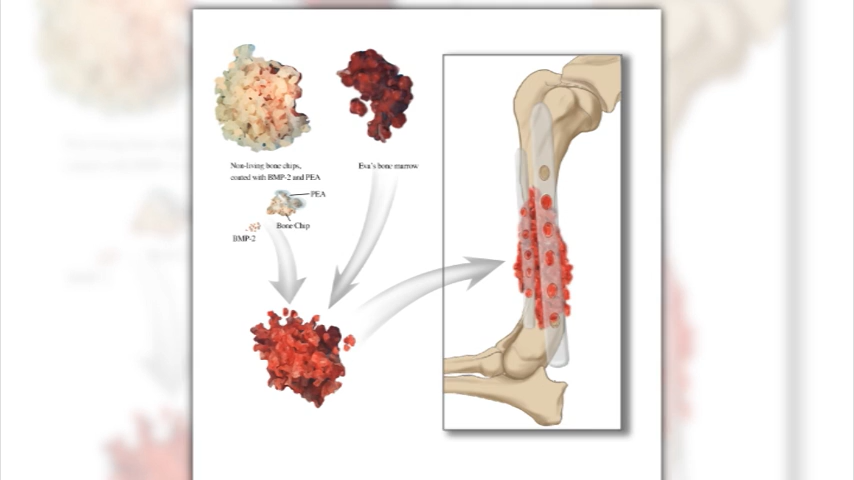 Non-living bone chips,
coated with BMP-2 and PEA
Eva's bone marrow
PEA
Bone Chip
BMP-2